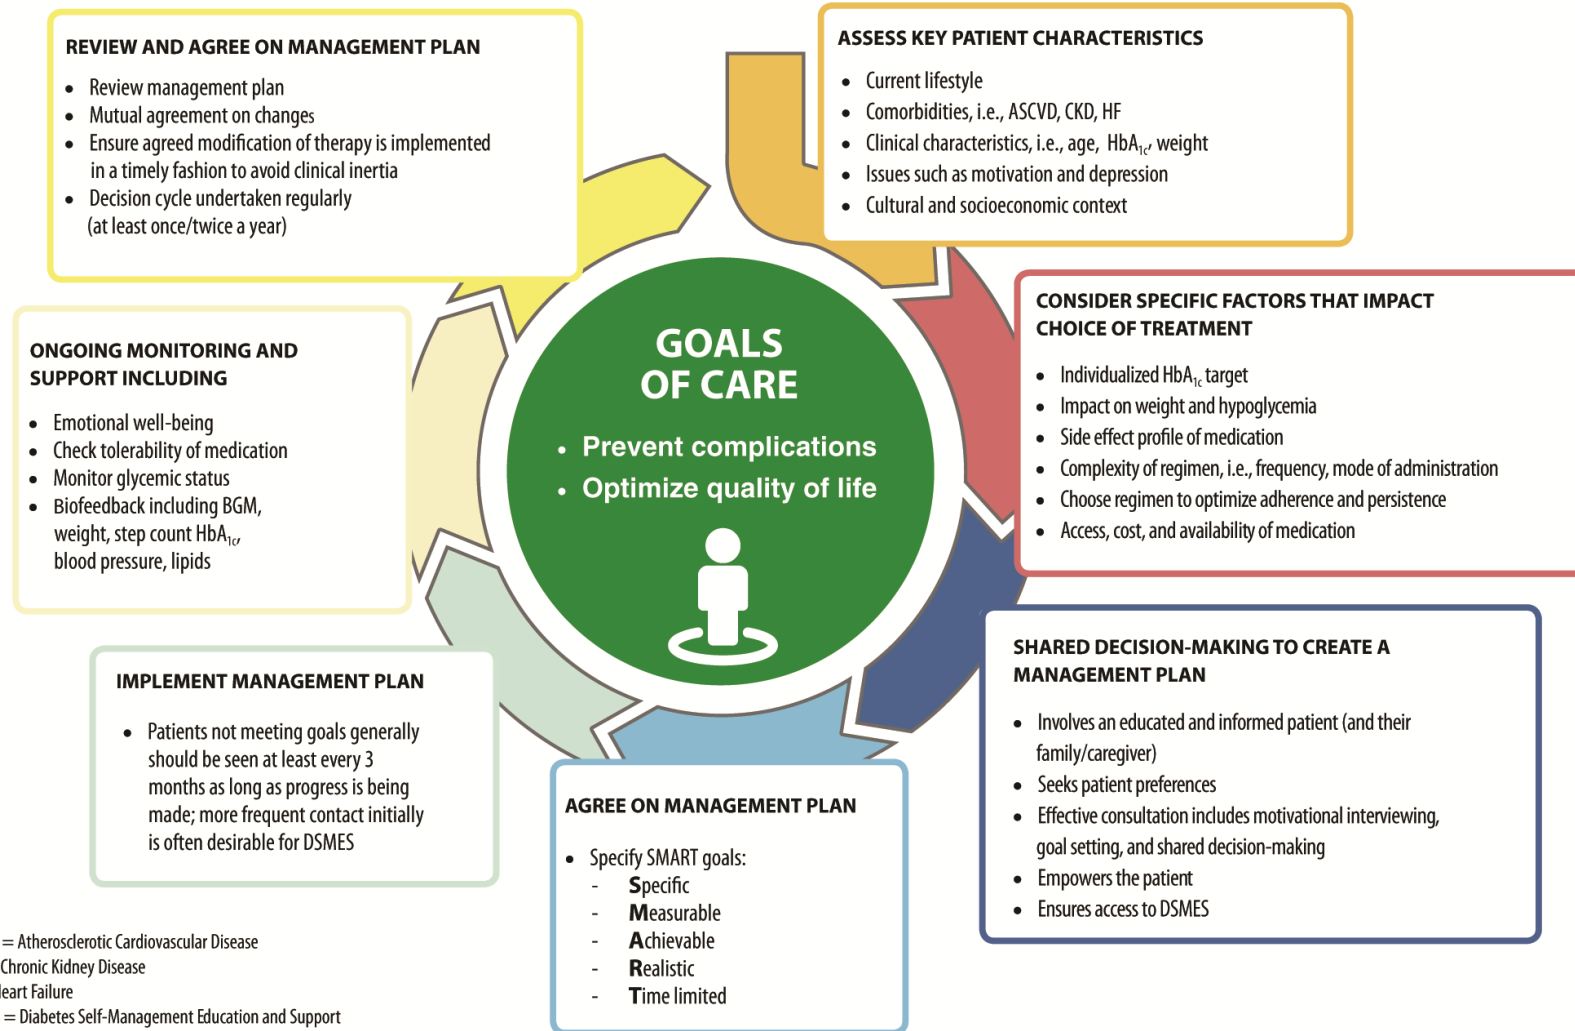 REVIEW AND AGREE ON MANAGEMENT PLAN
• Review management plan
• Mutual agreement on changes
• Ensure agreed modification of therapy is implemented
in a timely fashion to avoid clinical inertia
• Decision cycle undertaken regularly
(at least once/twice a year)
ASSESS KEY PATIENT CHARACTERISTICS
• Current lifestyle
• Comorbidities, i.e., ASCVD, CKD, HF
• Clinical characteristics, i.e., age, HbA1c, weight
• Issues such as motivation and depression
• Cultural and socioeconomic context
CONSIDER SPECIFIC FACTORS THAT IMPACT
CHOICE OF TREATMENT
• Individualized HbA1c target
• Impact on weight and hypoglycemia
• Side effect profile of medication
• Complexity of regimen, i.e., frequency, mode of administration
• Choose regimen to optimize adherence and persistence
• Access, cost, and availability of medication
GOALS
OF CARE
• Prevent complications
• Optimize quality of life
ONGOING MONITORING AND
SUPPORT INCLUDING
• Emotional well-being
• Check tolerability of medication
• Monitor glycemic status
• Biofeedback including BGM,
weight, step count HbA1c,
blood pressure, lipids
SHARED DECISION-MAKING TO CREATE A
MANAGEMENT PLAN
• Involves an educated and informed patient (and their
family/caregiver)
• Seeks patient preferences
• Effective consultation includes motivational interviewing,
goal setting, and shared decision-making
• Empowers the patient
• Ensures access to DSMES
IMPLEMENT MANAGEMENT PLAN
• Patients not meeting goals generally
should be seen at least every 3
months as long as progress is being
made; more frequent contact initially
is often desirable for DSMES
AGREE ON MANAGEMENT PLAN
• Specify SMART goals:
- Specific
- Measurable
- Achievable
- Realistic
- Time limited
= Atherosclerotic Cardiovascular Disease
Chronic Kidney Disease
Failure
= Diabetes Self-Management Education and Support